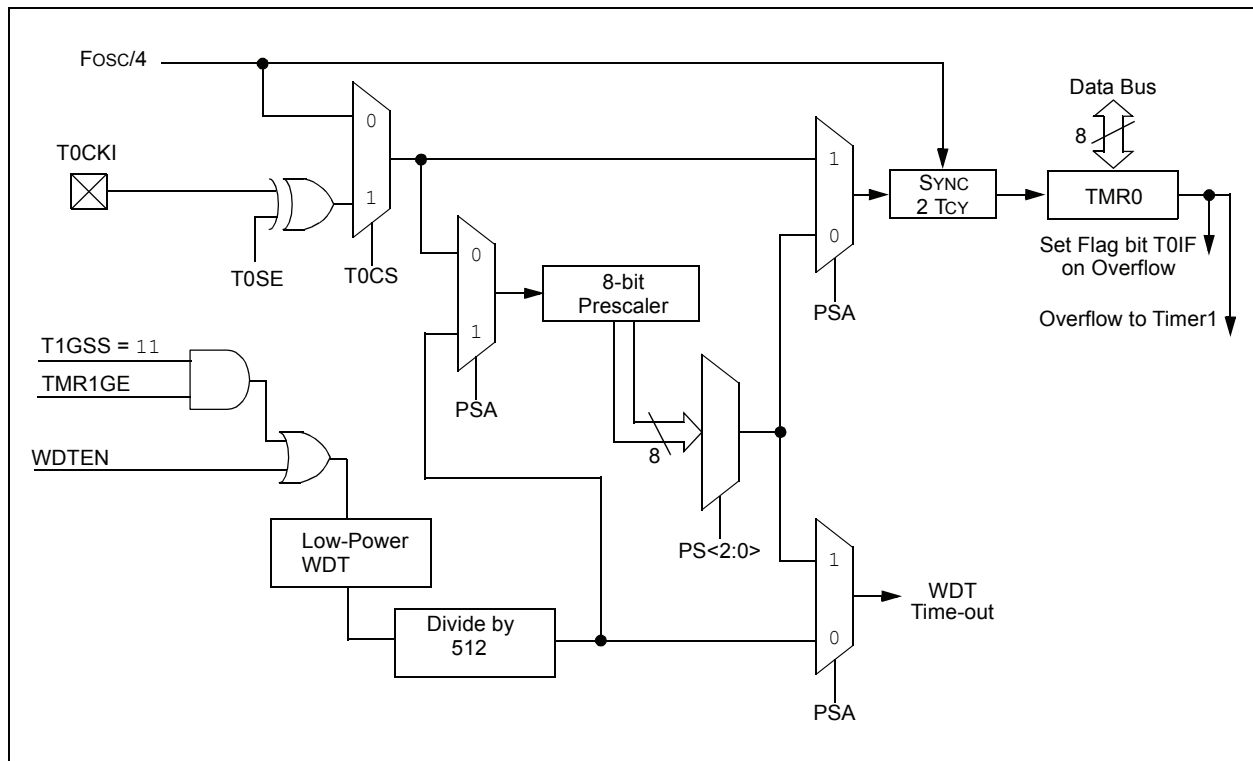 FOSC/4
Data Bus
0
8
T0CKI
1
SYNC
2 TCY
TMR0
1
0
0
T0SE
T0CS
8-bit
Prescaler
Set Flag bit T0IF
on Overflow
PSA
1
Overflow to Timer1
T1GSS = 11
TMR1GE
PSA
8
WDTEN
Low-Power
WDT
PS<2:0>
1
WDT
Time-out
Divide by
512
0
PSA